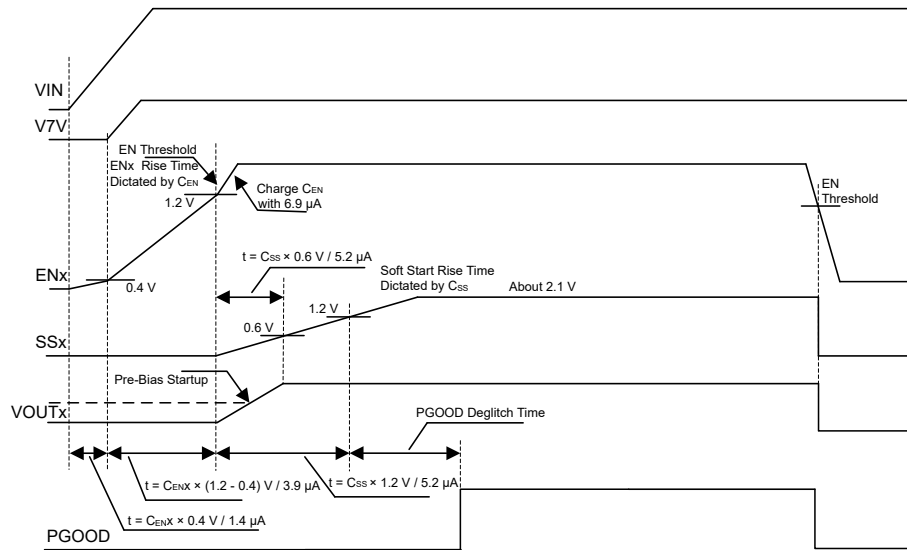 VIN
V7V
EN Threshold
ENx Rise Time
Dictated by CEN
1.2 V
Charge CEN
with 6.9 µA
EN
Threshold
ENx
0.4 V
t = CSS × 0.6 V / 5.2 µA
Soft Start Rise Time
Dictated by CSS
About 2.1 V
1.2 V
0.6 V
SSx
Pre-Bias Startup
VOUTx
PGOOD Deglitch Time
t = CENX × (1.2 - 0.4) V / 3.9 µA
t = CSS × 1.2 V / 5.2 µA
t = CENX × 0.4 V / 1.4 µA
PGOOD